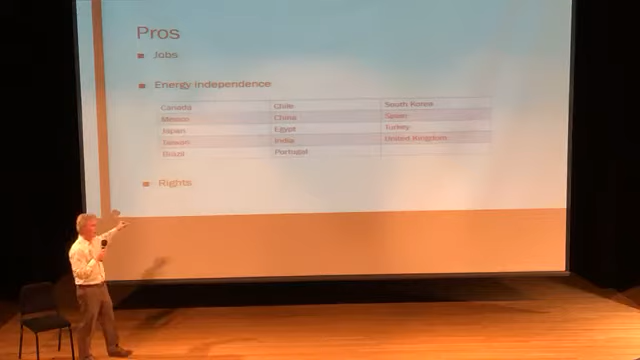 Pros
Jobs
Energy independence
Canada Chile South Korea
Mexico China Spain
Japan Egypt Turkey
Taiwan India United Kingdom
Brazil Portugal
Rights